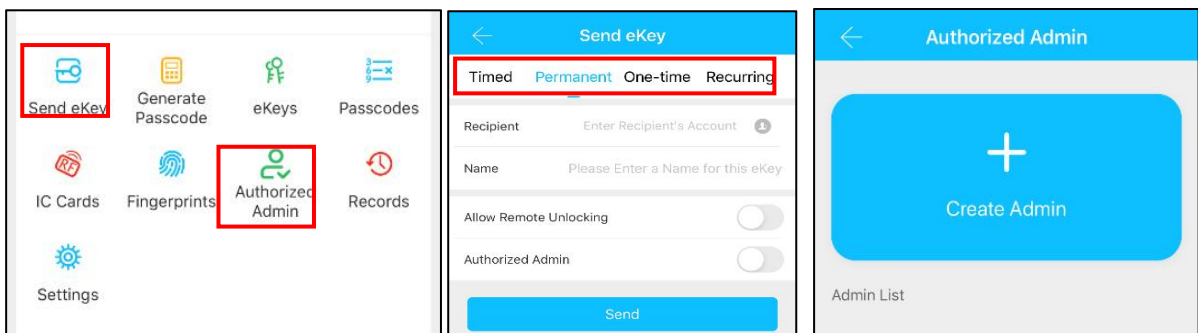 Send eKey
Generate
Passcode
eKeys
Passcodes
IC Cards
Fingerprints
Authorized
Admin
Records
Settings
Send eKey
Timed Permanent One-time Recurring
Recipient Enter Recipient's Account
Name Please Enter a Name for this eKey
Allow Remote Unlocking
Authorized Admin
Send
Authorized Admin
Create Admin
Admin List